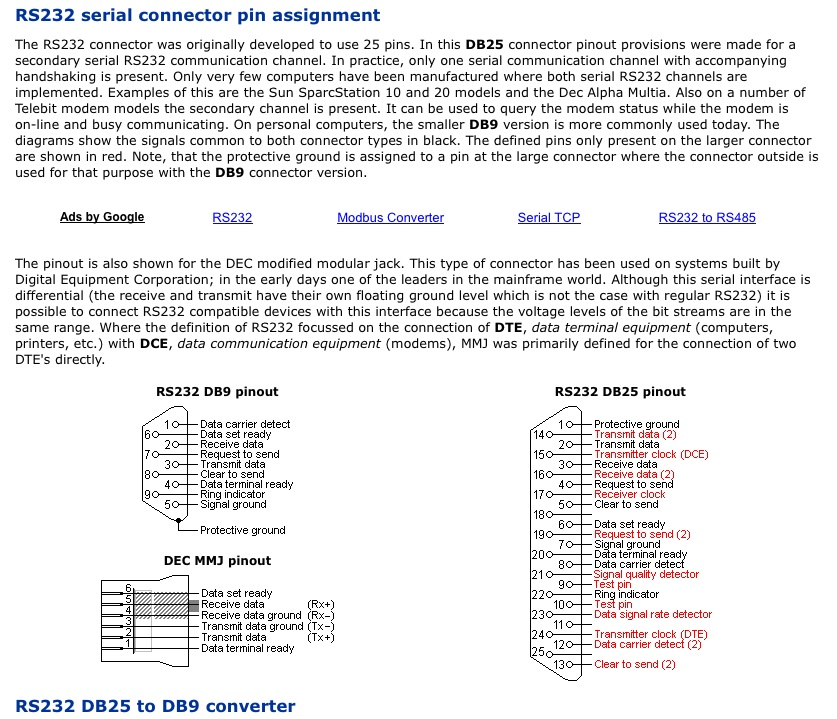 RS232 serial connector pin assignment
The RS232 connector was originally developed to use 25 pins. In this DB25 connector pinout provisions were made for a
secondary serial RS232 communication channel. In practice, only one serial communication channel with accompanying
handshaking is present. Only very few computers have been manufactured where both serial RS232 channels are
implemented. Examples of this are the Sun SparcStation 10 and 20 models and the Dec Alpha Multia. Also on a number of
Telebit modem models the secondary channel is present. It can be used to query the modem status while the modem is
on-line and busy communicating. On personal computers, the smaller DB9 version is more commonly used today. The
diagrams show the signals common to both connector types in black. The defined pins only present on the larger connector
are shown in red. Note, that the protective ground is assigned to a pin at the large connector where the connector outside is
used for that purpose with the DB9 connector version.
Ads by Google RS232 Modbus Converter Serial TCP RS232 to RS485
The pinout is also shown for the DEC modified modular jack. This type of connector has been used on systems built by
Digital Equipment Corporation; in the early days one of the leaders in the mainframe world. Although this serial interface is
differential (the receive and transmit have their own floating ground level which is not the case with regular RS232) it is
possible to connect RS232 compatible devices with this interface because the voltage levels of the bit streams are in the
same range. Where the definition of RS232 focussed on the connection of DTE, data terminal equipment (computers,
printers, etc.) with DCE, data communication equipment (modems), MMJ was primarily defined for the connection of two
DTE's directly.
RS232 DB9 pinout
1 Data carrier detect
6 Data set ready
2 Receive data
7 Request to send
3 Transmit data
8 Clear to send
4 Data terminal ready
9 Ring indicator
5 Signal ground
Protective ground
DEC MMJ pinout
6 Data set ready
5 Receive data (Rx+)
4 Receive data ground (Rx–)
3 Transmit data ground (Tx–)
2 Transmit data (Tx+)
1 Data terminal ready
RS232 DB25 pinout
1 Protective ground
14 Transmit data (2)
2 Transmit data
15 Transmitter clock (DCE)
3 Receive data
16 Receive data (2)
4 Request to send
17 Receiver clock
5 Clear to send
18
6 Data set ready
19 Request to send (2)
7 Signal ground
20 Data terminal ready
8 Data carrier detect
21 Signal quality detector
9 Test pin
22 Ring indicator
10 Test pin
23 Data signal rate detector
11
24 Transmitter clock (DTE)
12 Data carrier detect (2)
25
13 Clear to send (2)
RS232 DB25 to DB9 converter